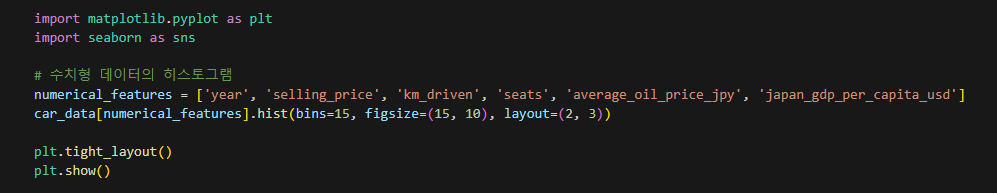 import matplotlib.pyplot as plt
import seaborn as sns
# 수치형 데이터의 히스토그램
numerical_features = ['year', 'selling_price', 'km_driven', 'seats', 'average_oil_price_jpy', 'japan_gdp_per_capita_usd']
car_data[numerical_features].hist(bins=15, figsize=(15, 10), layout=(2, 3))
plt.tight_layout()
plt.show()